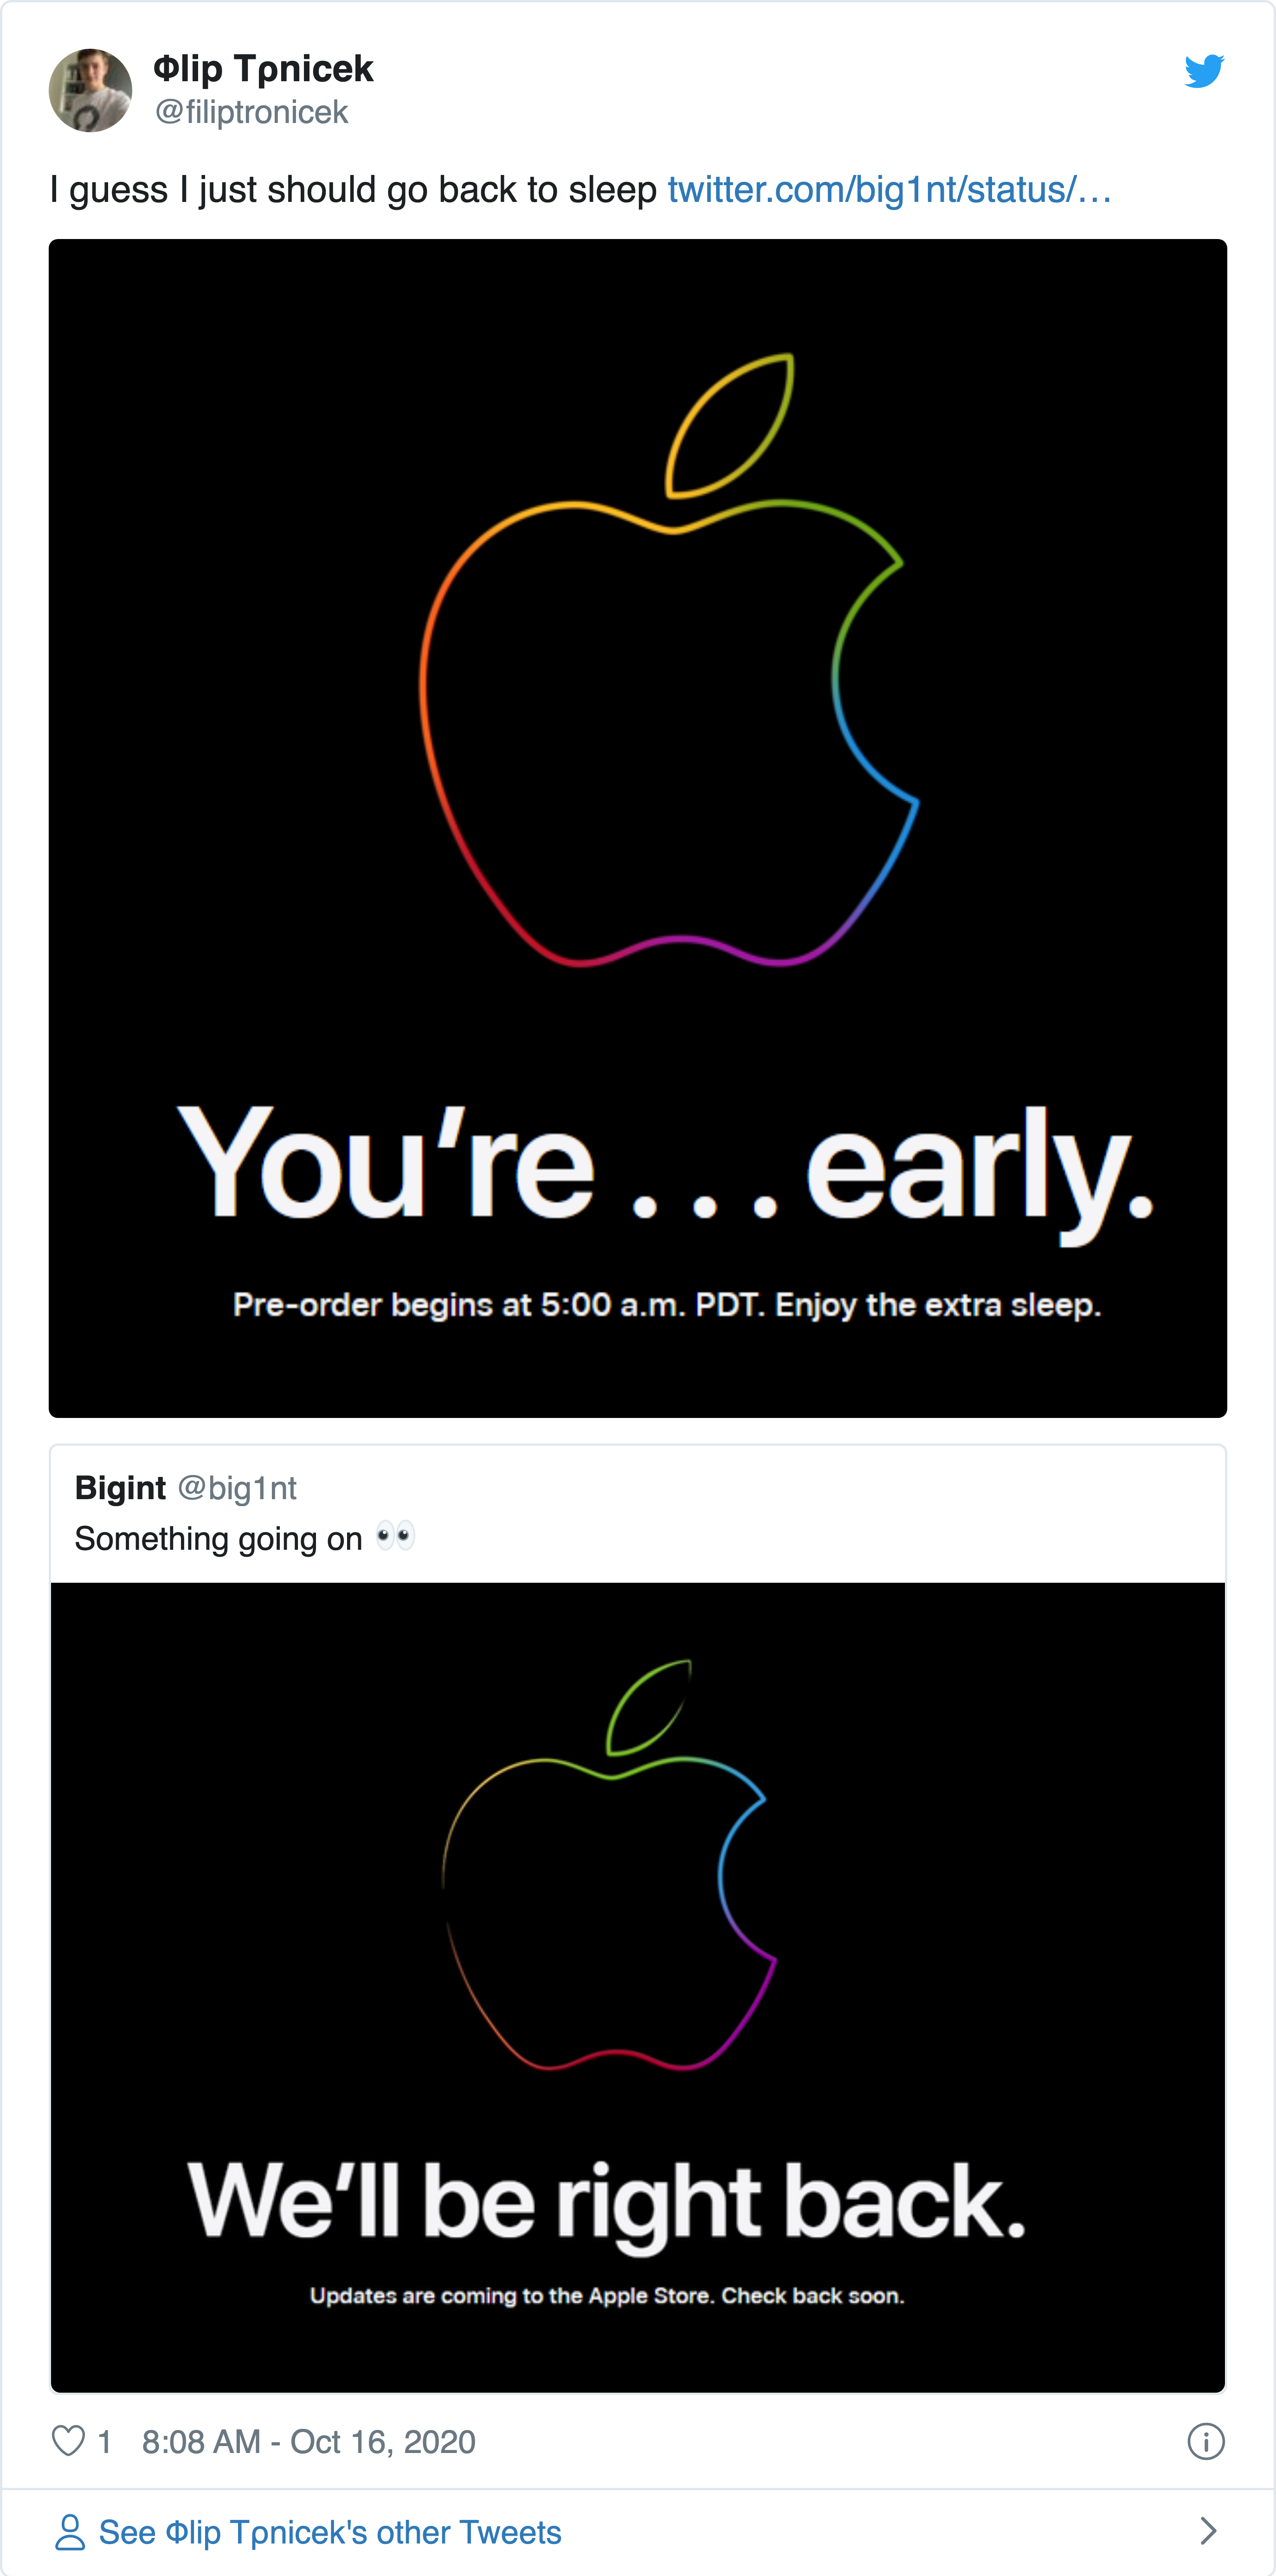 Φlip Tρnicek
@filiptronicek
I guess I just should go back to sleep twitter.com/big1nt/status/…
You're . . . early.
Pre-order begins at 5:00 a.m. PDT. Enjoy the extra sleep.
Bigint @big1nt
Something going on 👀
We'll be right back.
Updates are coming to the Apple Store. Check back soon.
1 8:08 AM - Oct 16, 2020
See Φlip Tρnicek's other Tweets